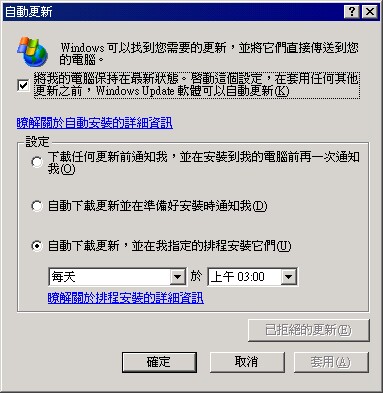 自動更新
Windows 可以找到您需要的更新，並將它們直接傳送到您
的電腦。
將我的電腦保持在最新狀態。啓動這個設定，在套用任何其他
更新之前，Windows Update 軟體可以自動更新(K)
瞭解關於自動安裝的詳細資訊
設定
下載任何更新前通知我，並在安裝到我的電腦前再一次通知
我(O)
自動下載更新並在準備好安裝時通知我(D)
自動下載更新，並在我指定的排程安裝它們(U)
每天 於 上午 03:00
瞭解關於排程安裝的詳細資訊
已拒絕的更新(E)
確定 取消 套用(A)